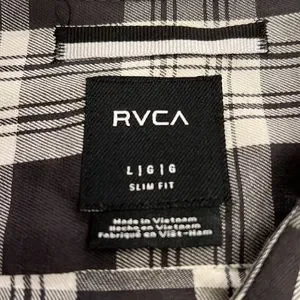 RVCA
L | G | G
SLIM FIT
Made in Vietnam
Hecho en Vietnam
Fabriqué en Viêt-Nam